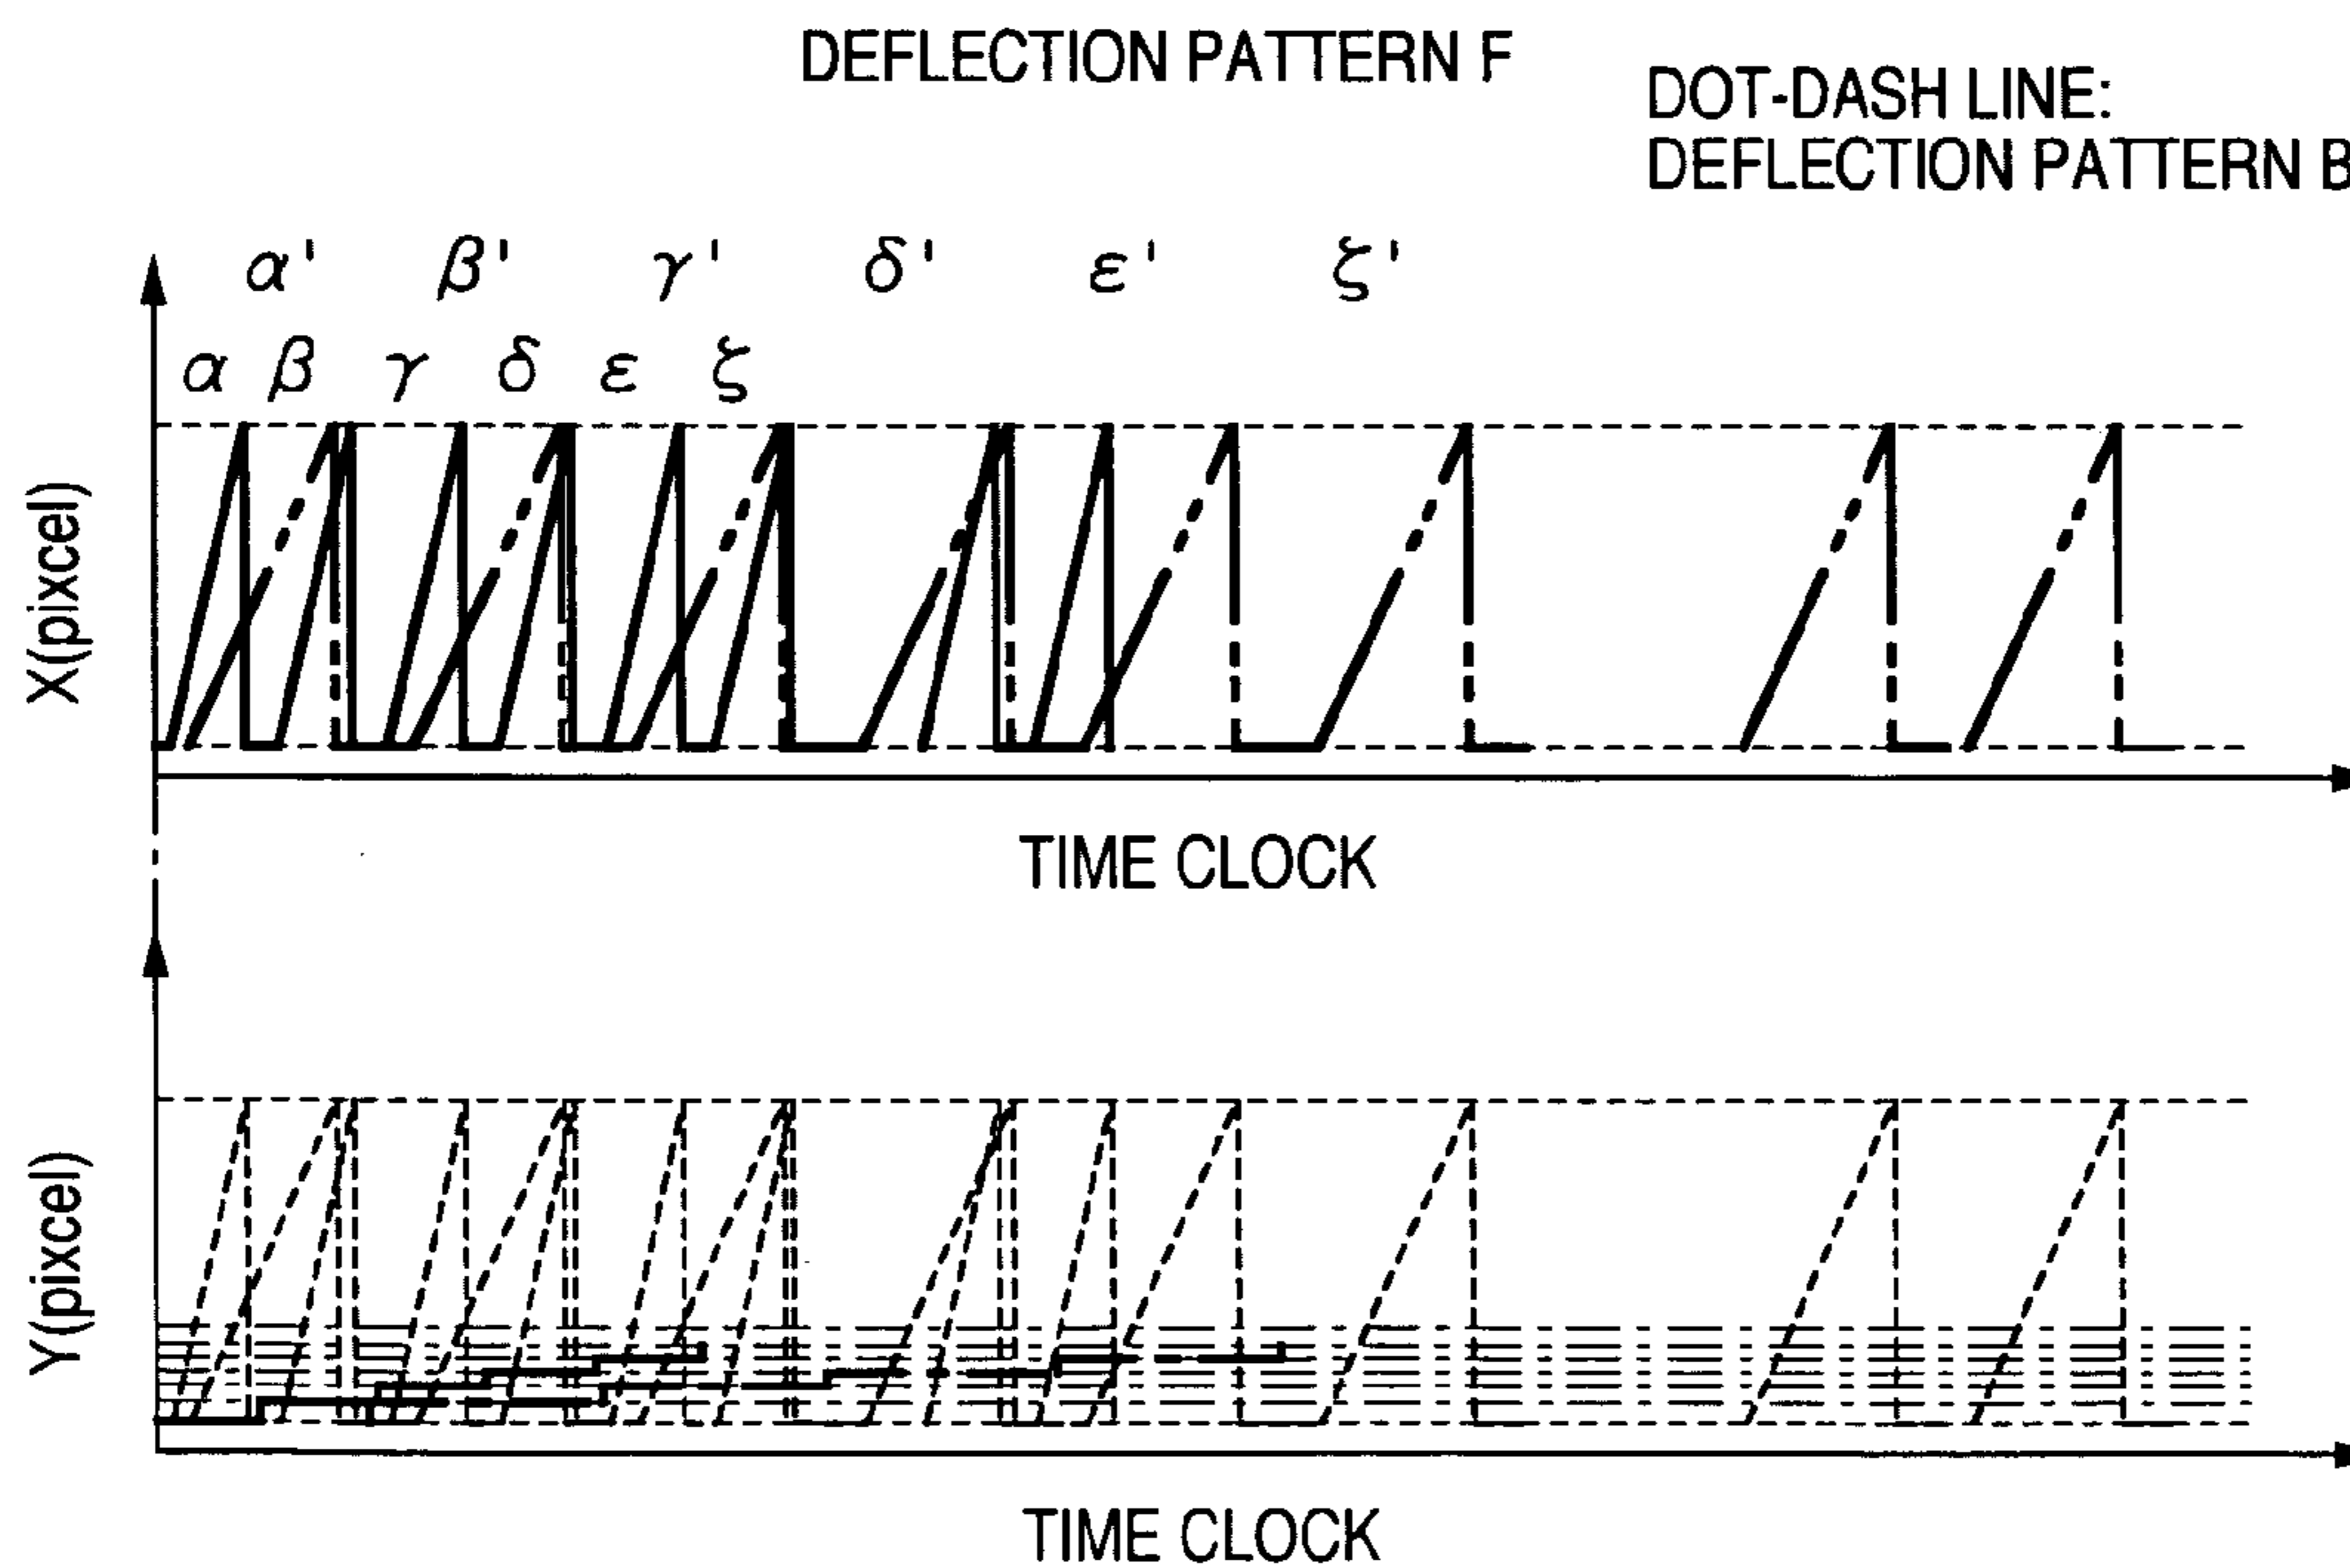 DEFLECTION PATTERN F
DOT-DASH LINE:
DEFLECTION PATTERN B
α' β' γ' δ' ε' ζ'
α β γ δ ε ζ
X(pixcel)
TIME CLOCK
Y(pixcel)
TIME CLOCK